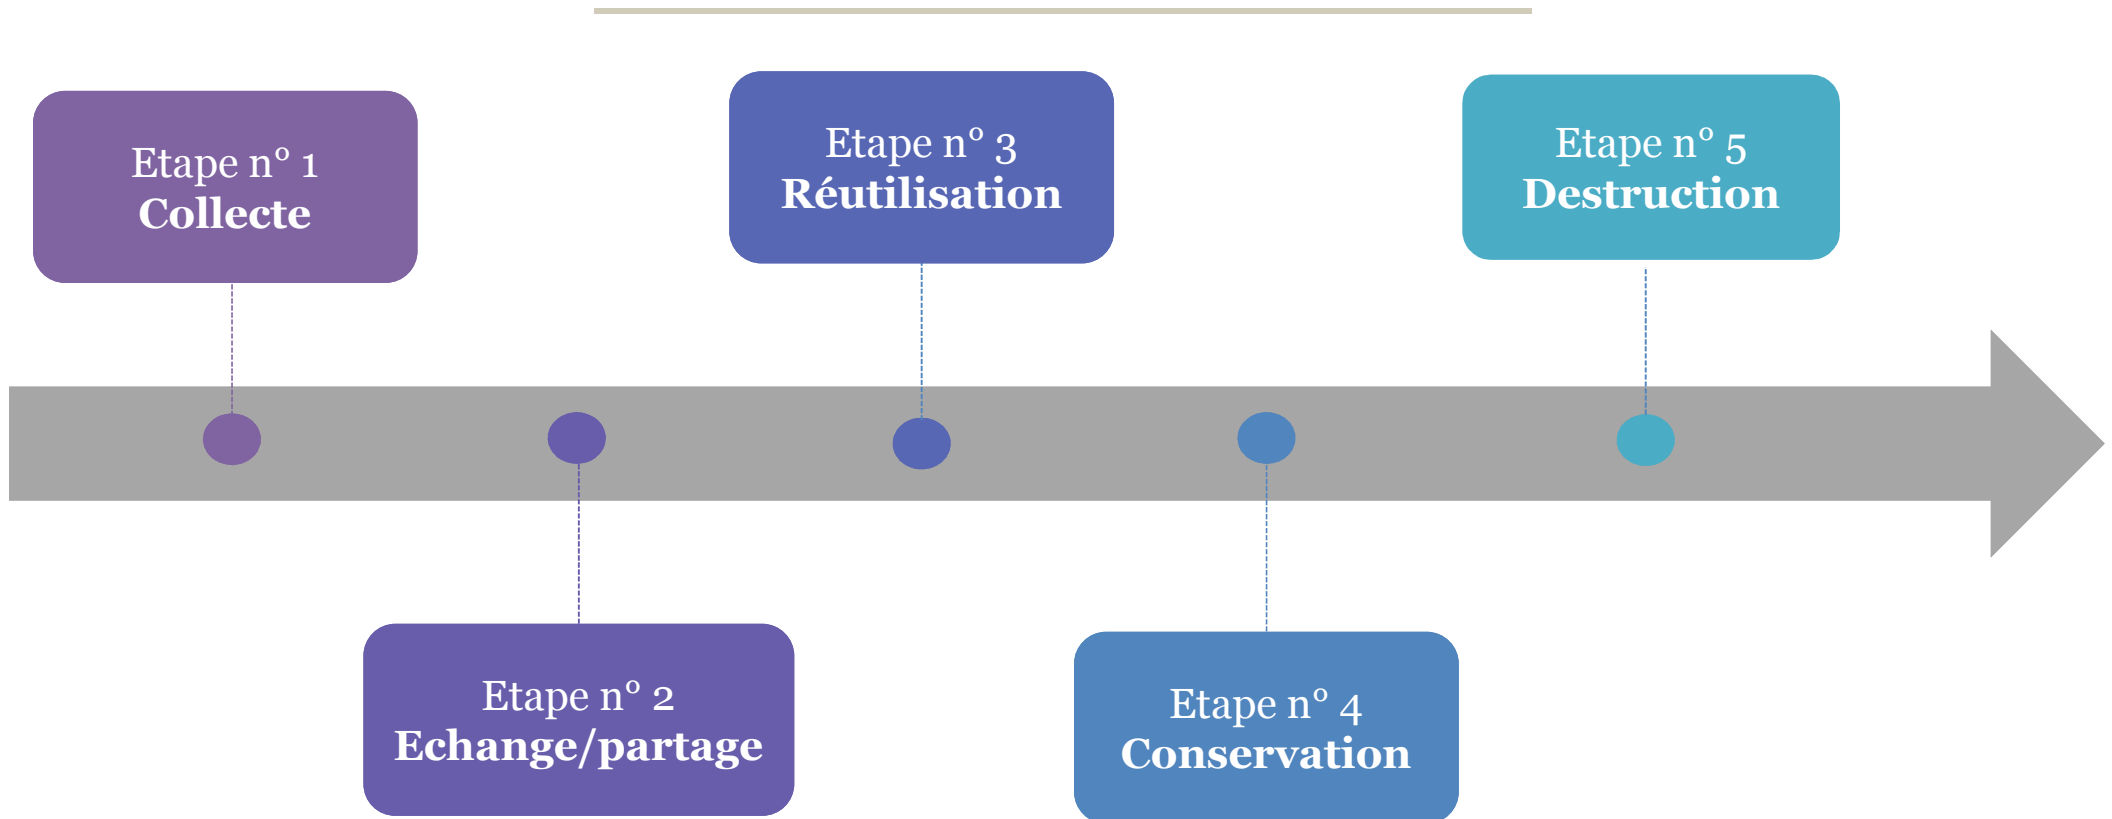 Etape n° 1
Collecte
Etape n° 2
Echange/partage
Etape n° 3
Réutilisation
Etape n° 4
Conservation
Etape n° 5
Destruction